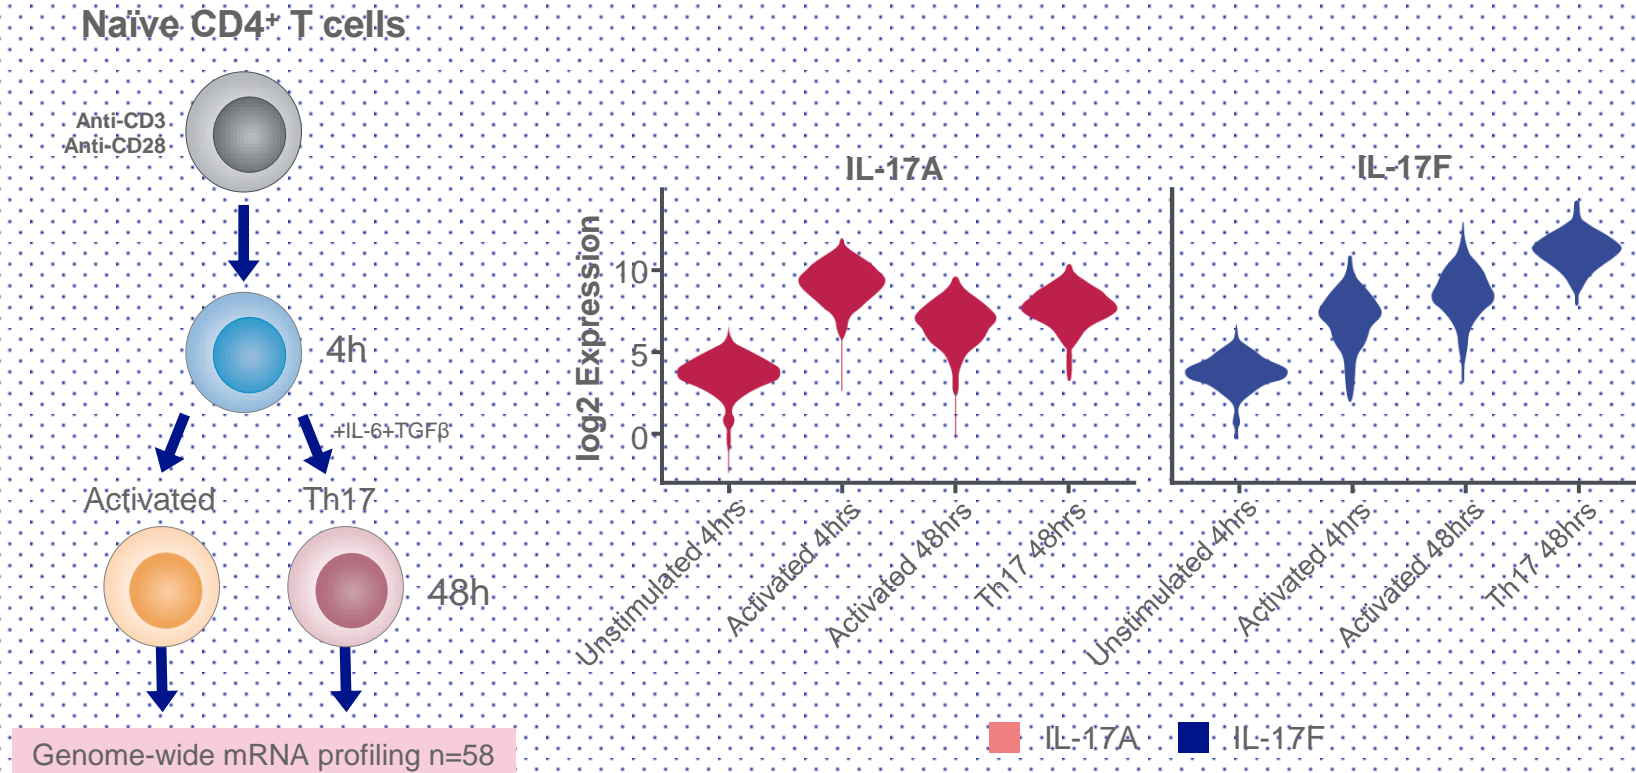 Naïve CD4⁺ T cells
Anti-CD3
Anti-CD28
4h
+IL-6+TGFβ
Activated
Th17
48h
Genome-wide mRNA profiling n=58
IL-17A
IL-17F
log2 Expression
10
5
0
Unstimulated 4hrs
Activated 4hrs
Activated 48hrs
Th17 48hrs
Unstimulated 4hrs
Activated 4hrs
Activated 48hrs
Th17 48hrs
IL-17A
IL-17F